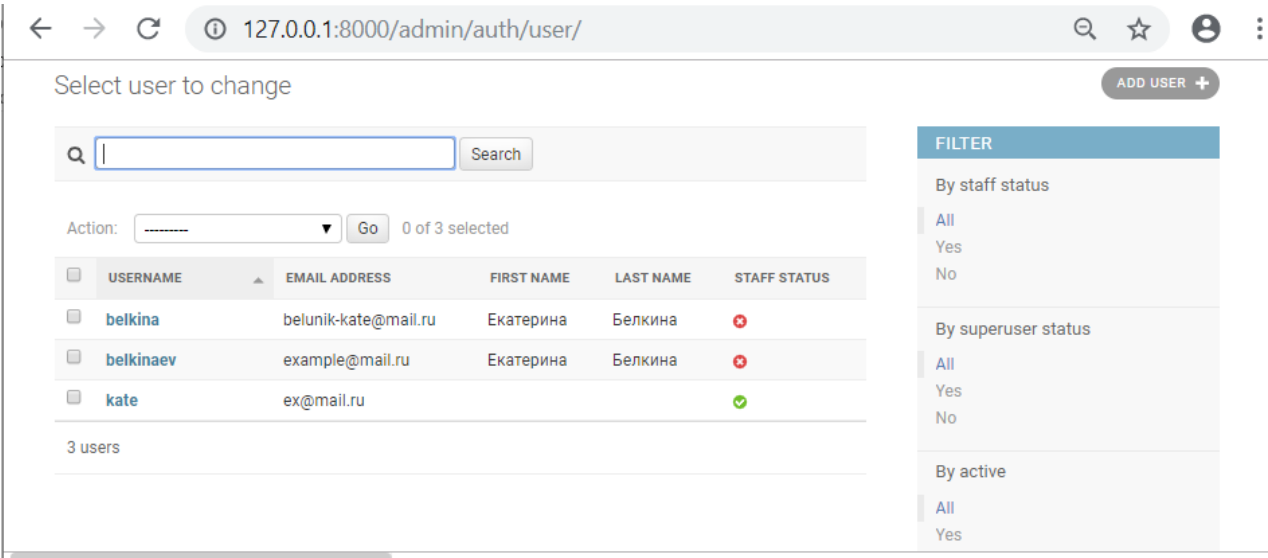 127.0.0.1:8000/admin/auth/user/
Select user to change
ADD USER +
Search
Action: --------- Go 0 of 3 selected
USERNAME EMAIL ADDRESS FIRST NAME LAST NAME STAFF STATUS
belkina belunik-kate@mail.ru Екатерина Белкина
belkinaev example@mail.ru Екатерина Белкина
kate ex@mail.ru
3 users
FILTER
By staff status
All
Yes
No
By superuser status
All
Yes
No
By active
All
Yes